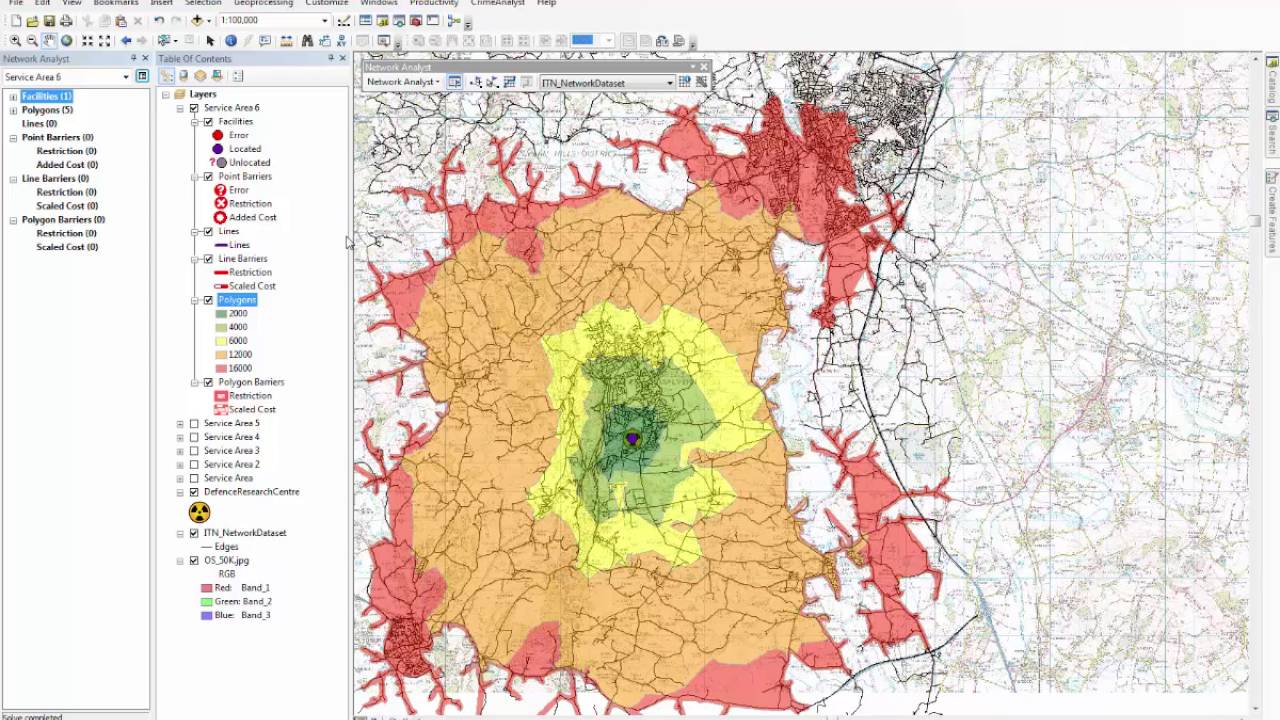 File Edit View Bookmarks Insert Selection Geoprocessing Customize Windows Productivity CrimeAnalyst Help
1:100,000
Network Analyst
Service Area 6
Facilities (1)
Polygons (5)
Lines (0)
Point Barriers (0)
Restriction (0)
Added Cost (0)
Line Barriers (0)
Restriction (0)
Scaled Cost (0)
Polygon Barriers (0)
Restriction (0)
Scaled Cost (0)
Solve completed
Table Of Contents
Layers
Service Area 6
Facilities
Error
Located
Unlocated
Point Barriers
Error
Restriction
Added Cost
Lines
Lines
Line Barriers
Restriction
Scaled Cost
Polygons
2000
4000
6000
12000
16000
Polygon Barriers
Restriction
Scaled Cost
Service Area 5
Service Area 4
Service Area 3
Service Area 2
Service Area
DefenceResearchCentre
ITN_NetworkDataset
Edges
OS_50K.jpg
RGB
Red: Band_1
Green: Band_2
Blue: Band_3
Network Analyst
Network Analyst
ITN_NetworkDataset
Catalog
Search
Create Features